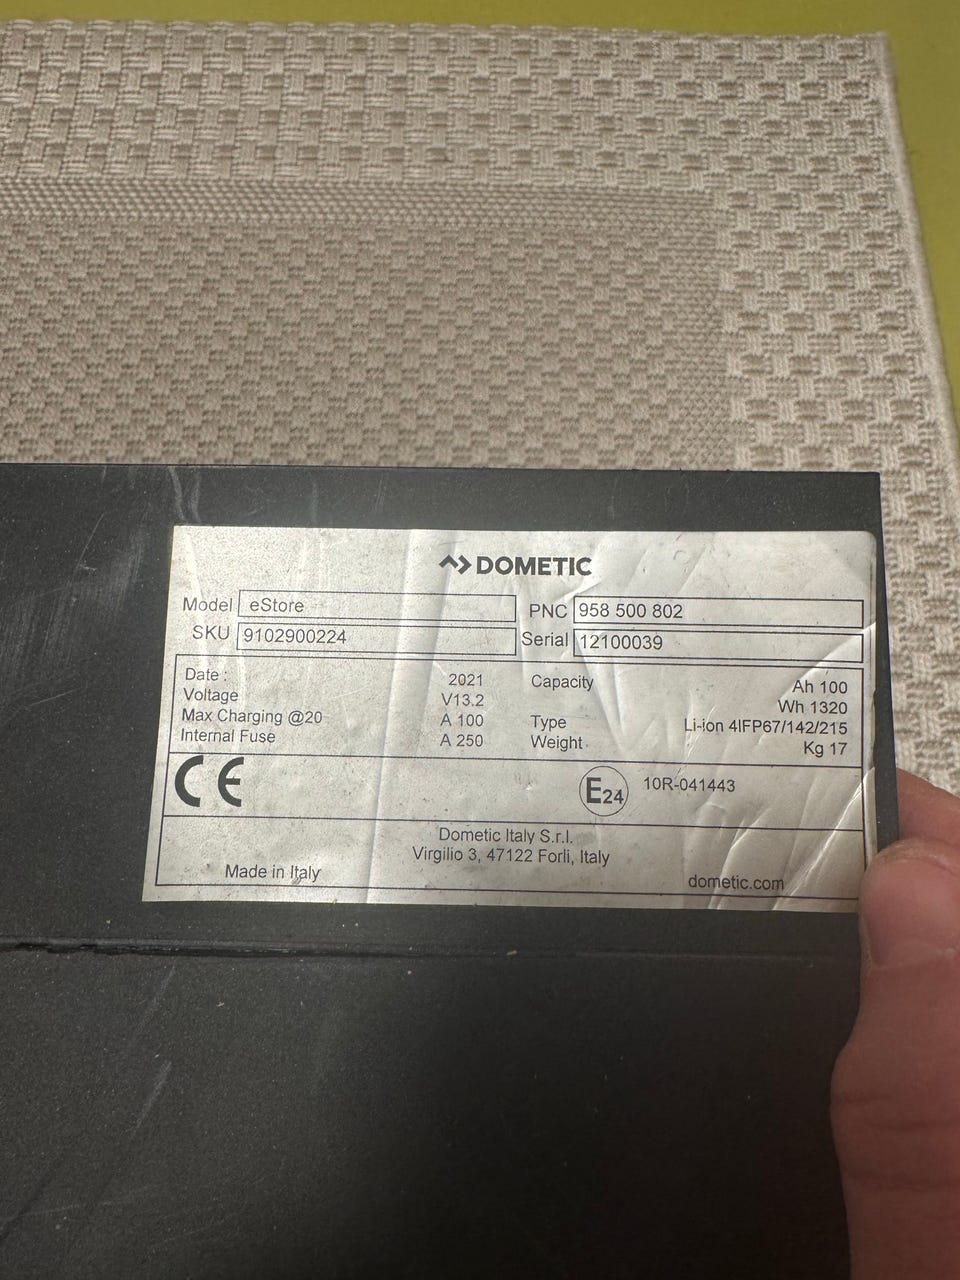 DOMETIC
Model eStore PNC 958 500 802
SKU 9102900224 Serial 12100039
Date : 2021 Capacity Ah 100
Voltage V13.2 Wh 1320
Max Charging @20 A 100 Type Li-ion 4IFP67/142/215
Internal Fuse A 250 Weight Kg 17
CE E24 10R-041443
Dometic Italy S.r.l.
Virgilio 3, 47122 Forli, Italy
Made in Italy dometic.com